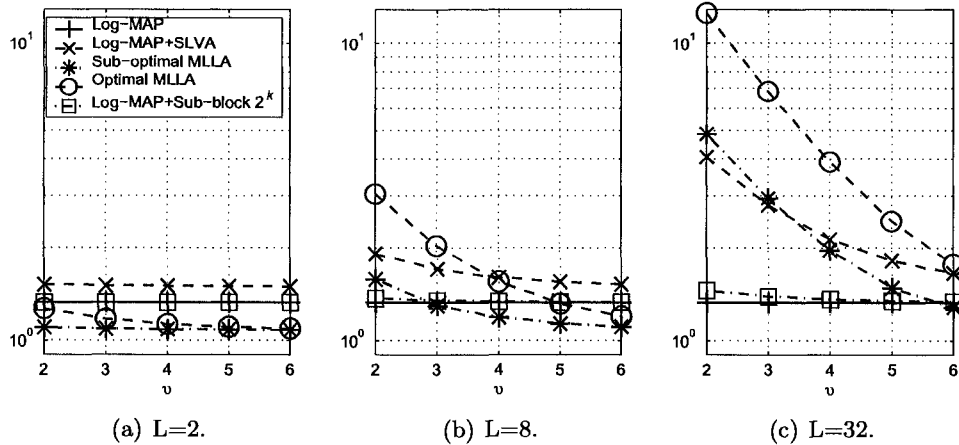 10^1
Log-MAP
Log-MAP+SLVA
Sub-optimal MLLA
Optimal MLLA
Log-MAP+Sub-block 2^k
10^0
2 3 4 5 6
υ
(a) L=2.
10^1
10^0
2 3 4 5 6
υ
(b) L=8.
10^1
10^0
2 3 4 5 6
υ
(c) L=32.